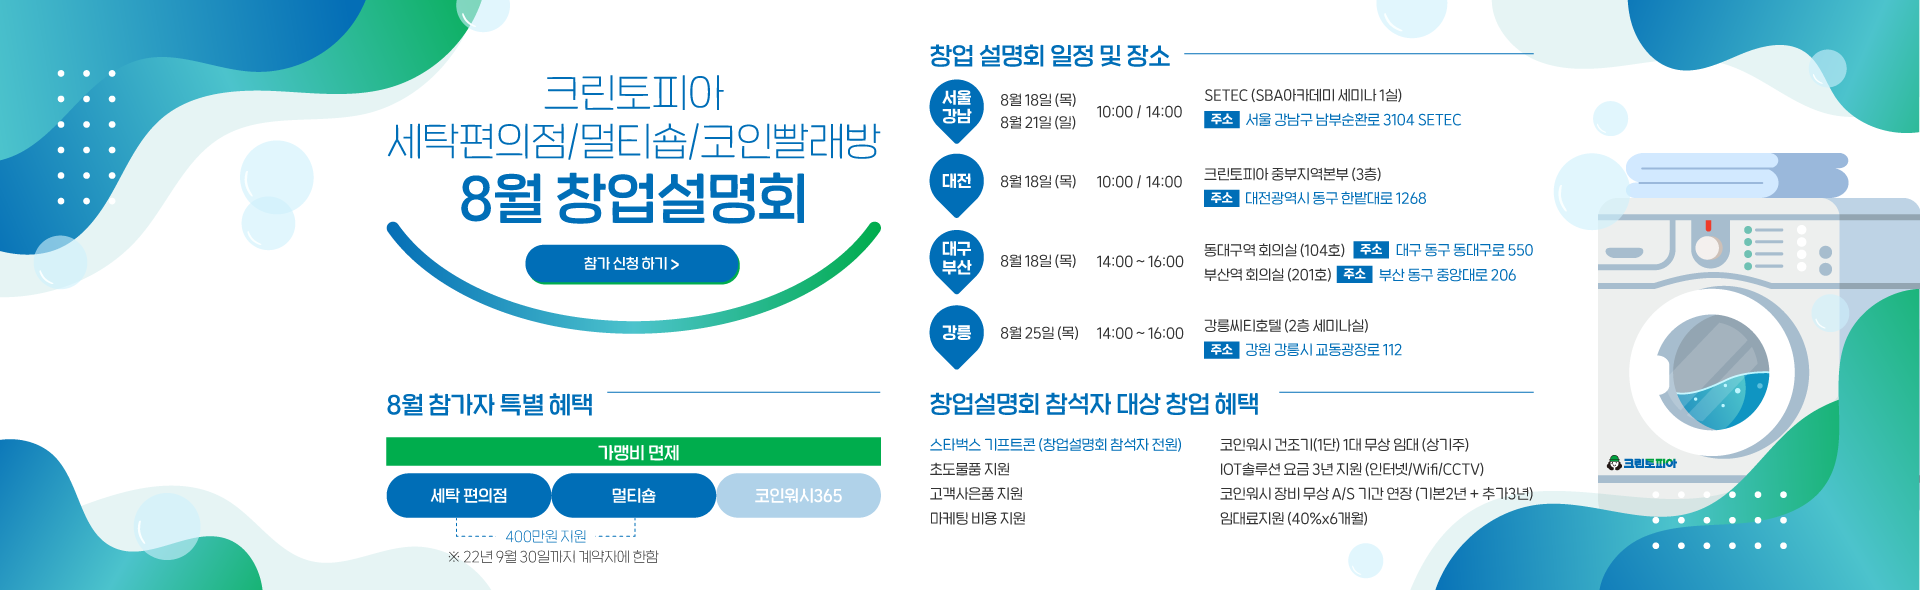 크린토피아
세탁편의점/멀티숍/코인빨래방
8월 창업설명회
참가 신청 하기 >
8월 참가자 특별 혜택
가맹비 면제
세탁 편의점
멀티숍
코인워시365
400만원 지원
※ 22년 9월 30일까지 계약자에 한함
창업 설명회 일정 및 장소
서울
강남
8월 18일 (목)
8월 21일 (일)
10:00 / 14:00
SETEC (SBA아카데미 세미나 1실)
주소 서울 강남구 남부순환로 3104 SETEC
대전
8월 18일 (목)
10:00 / 14:00
크린토피아 중부지역본부 (3층)
주소 대전광역시 동구 한밭대로 1268
대구
부산
8월 18일 (목)
14:00 ~ 16:00
동대구역 회의실 (104호) 주소 대구 동구 동대구로 550
부산역 회의실 (201호) 주소 부산 동구 중앙대로 206
강릉
8월 25일 (목)
14:00 ~ 16:00
강릉씨티호텔 (2층 세미나실)
주소 강원 강릉시 교동광장로 112
창업설명회 참석자 대상 창업 혜택
스타벅스 기프트콘 (창업설명회 참석자 전원)
초도물품 지원
고객사은품 지원
마케팅 비용 지원
코인워시 건조기(1단) 1대 무상 임대 (상기주)
IOT솔루션 요금 3년 지원 (인터넷/Wifi/CCTV)
코인워시 장비 무상 A/S 기간 연장 (기본2년 + 추가3년)
임대료지원 (40%x6개월)
크린토피아